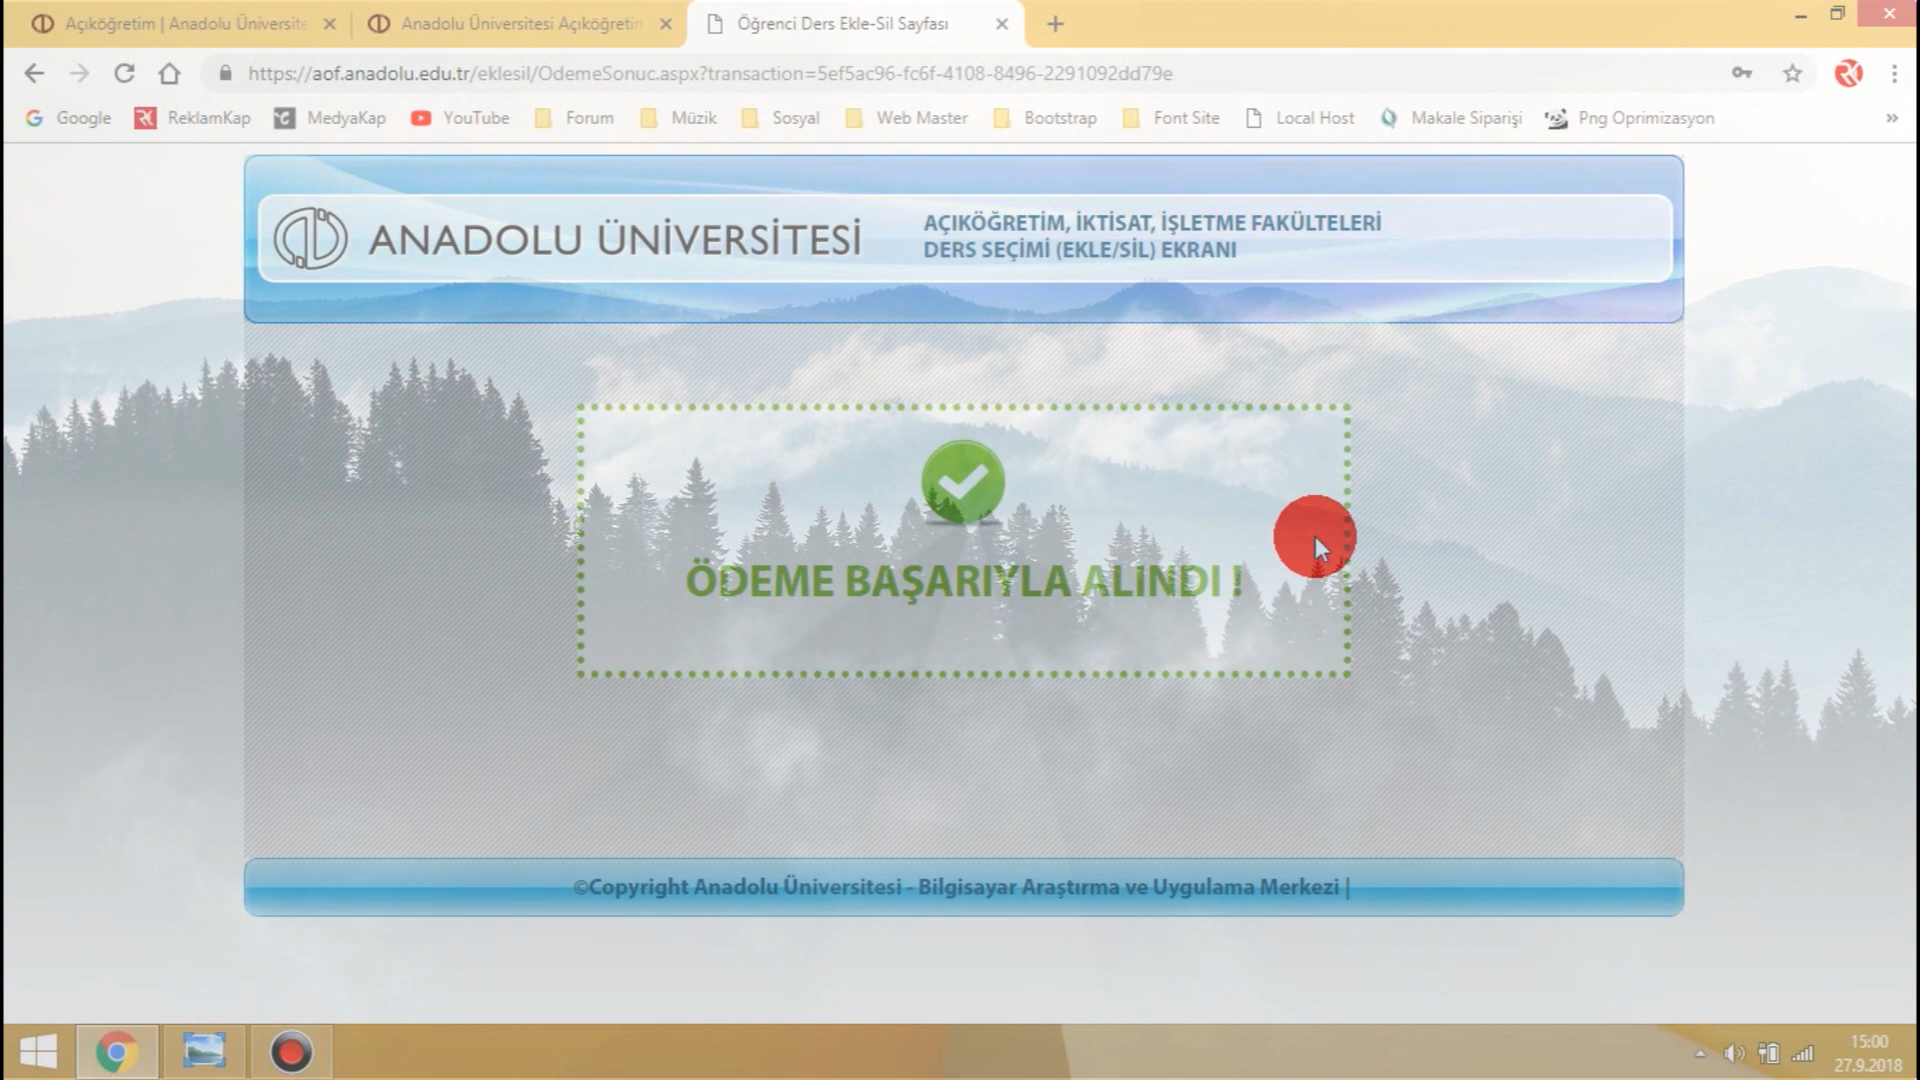 Açıköğretim | Anadolu Üniversite
Anadolu Üniversitesi Açıköğretim
Öğrenci Ders Ekle-Sil Sayfası
https://aof.anadolu.edu.tr/eklesil/OdemeSonuc.aspx?transaction=5ef5ac96-fc6f-4108-8496-2291092dd79e
Google ReklamKap MedyaKap YouTube Forum Müzik Sosyal Web Master Bootstrap Font Site Local Host Makale Siparişi Png Oprimizasyon »
ANADOLU ÜNİVERSİTESİ
AÇIKÖĞRETİM, İKTİSAT, İŞLETME FAKÜLTELERİ
DERS SEÇİMİ (EKLE/SİL) EKRANI
ÖDEME BAŞARIYLA ALINDI !
©Copyright Anadolu Üniversitesi - Bilgisayar Araştırma ve Uygulama Merkezi |
15:00
27.9.2018